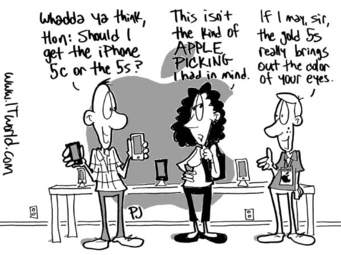 Whadda ya think,
Hon: Should I
get the iPhone
5c or the 5s?
This isn't
the kind of
APPLE
PICKING
I had in mind.
If I may, sir,
the gold 5s
really brings
out the color
of your eyes.
www.ITworld.com
PJ